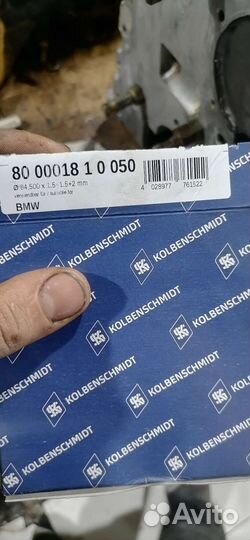 80 00018 1 0 050
Ø 84,500 x 1.5-1.5+2 mm
verwendbar für / suitable for
BMW
4 028977 761522
KOLBENSCHMIDT
KOLBENSCHMIDT
KOLBENSCHMIDT
KOLBENSCHMIDT
KOLBENSCHMIDT
KOLBENSCHMIDT
KOLBENSCHMIDT
KOLBENSCHMIDT
Avito